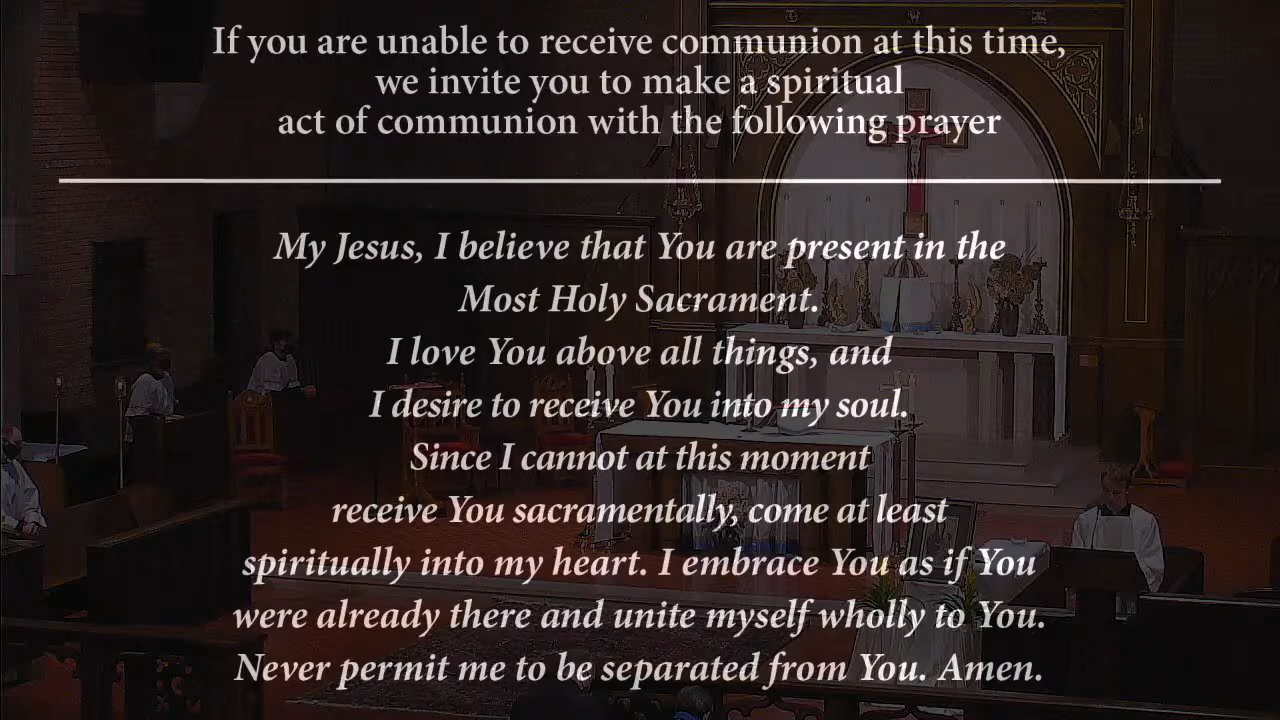 If you are unable to receive communion at this time,
we invite you to make a spiritual
act of communion with the following prayer
My Jesus, I believe that You are present in the
Most Holy Sacrament.
I love You above all things, and
I desire to receive You into my soul.
Since I cannot at this moment
receive You sacramentally, come at least
spiritually into my heart. I embrace You as if You
were already there and unite myself wholly to You.
Never permit me to be separated from You. Amen.